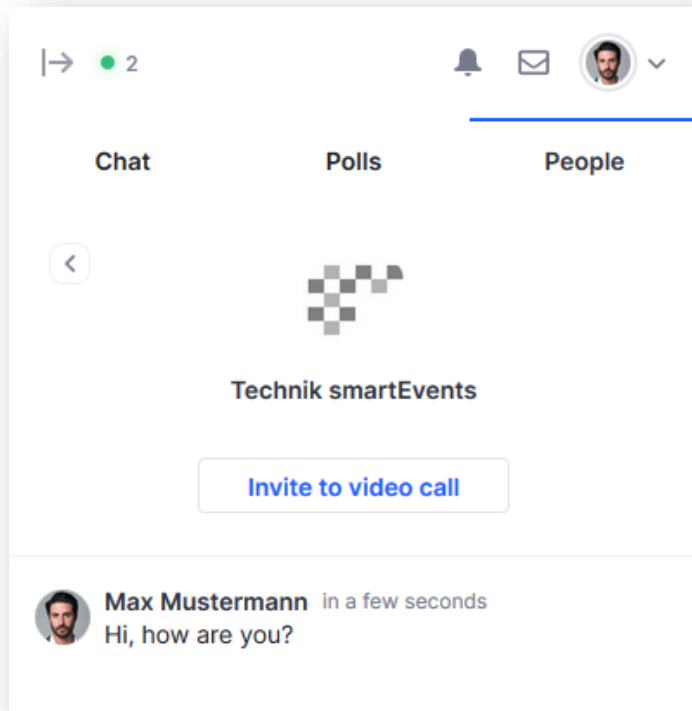 2
Chat Polls People
Technik smartEvents
Invite to video call
Max Mustermann in a few seconds
Hi, how are you?